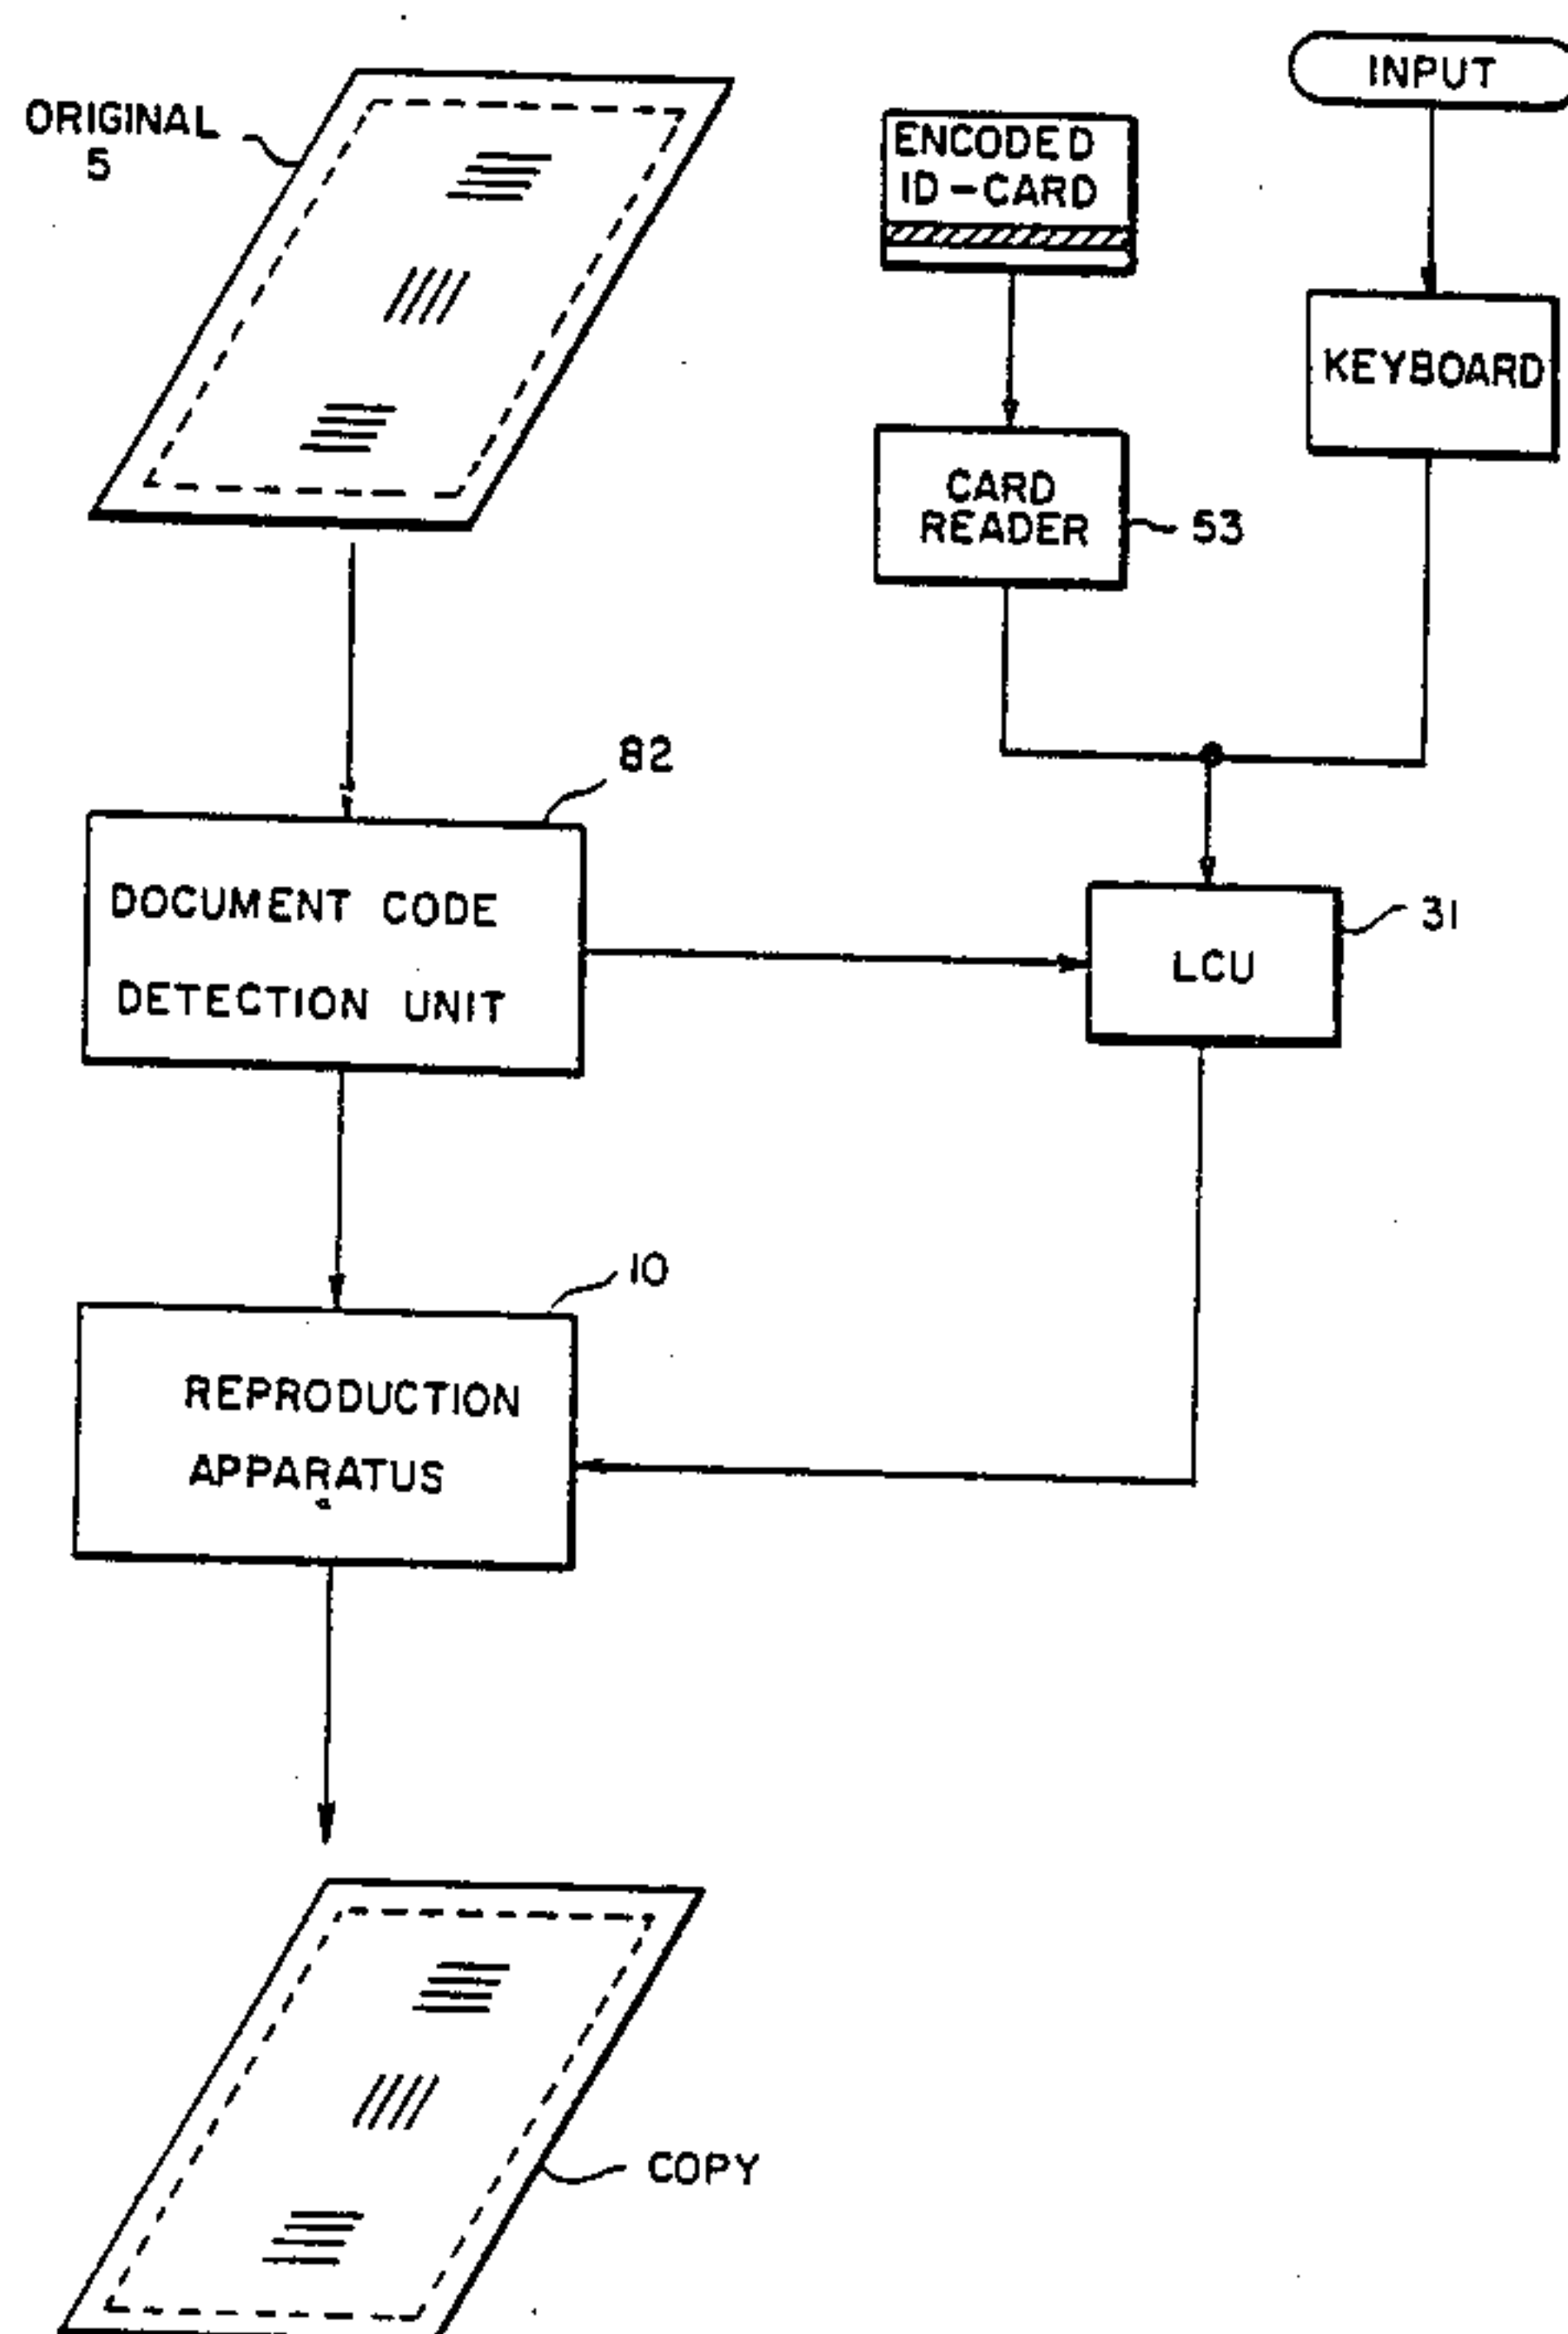 ORIGINAL
5
INPUT
ENCODED
ID-CARD
KEYBOARD
CARD
READER
53
82
DOCUMENT CODE
DETECTION UNIT
LCU
31
10
REPRODUCTION
APPARATUS
COPY